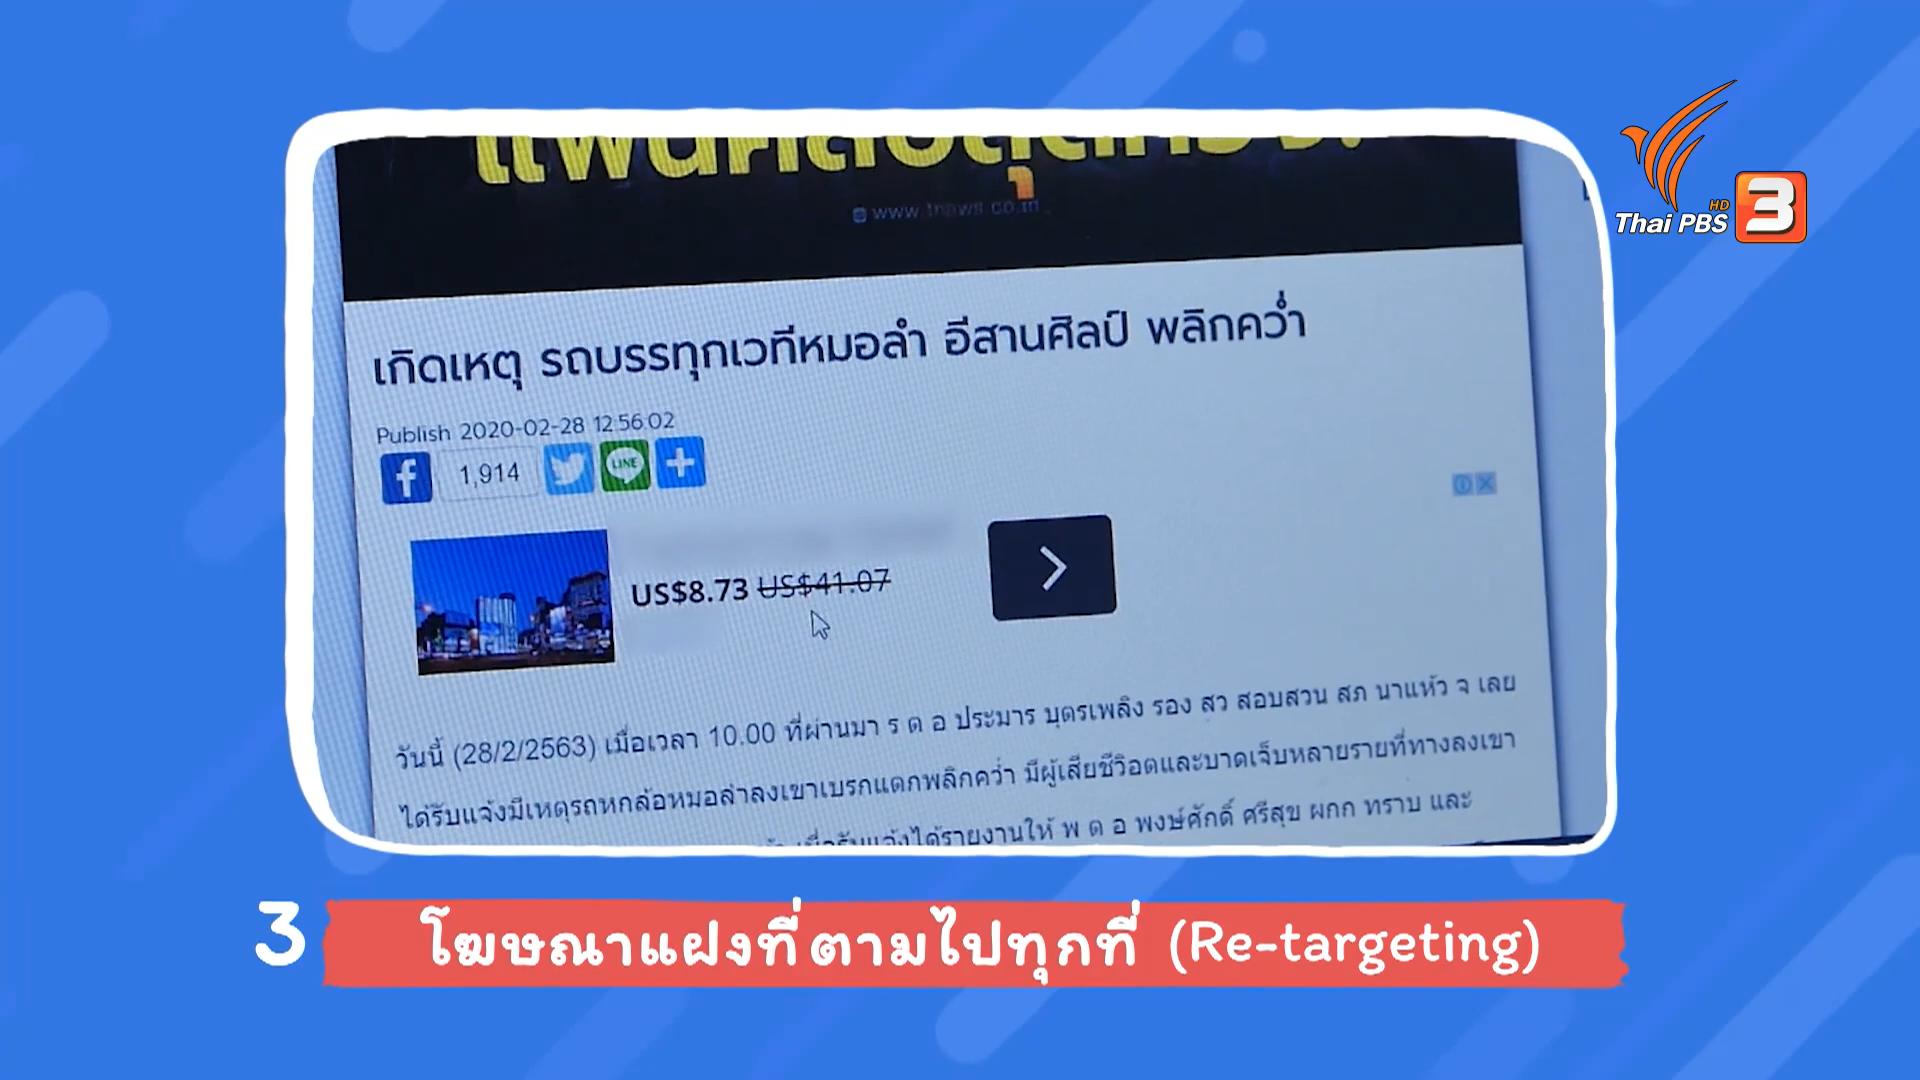 Thai PBS HD 3
เกิดเหตุ รถบรรทุกเวทีหมอลำ อีสานศิลป์ พลิกคว่ำ
Publish 2020-02-28 12:56:02
1,914
LINE
US$8.73 US$41.07
วันนี้ (28/2/2563) เมื่อเวลา 10.00 ที่ผ่านมา ร ต อ ประมาร บุตรเพลิง รอง สว สอบสวน สภ นาแห้ว จ เลย
ได้รับแจ้งมีเหตุรถหกล้อหมอลำลงเขาเบรกแตกพลิกคว่ำ มีผู้เสียชีวิอตและบาดเจ็บหลายรายที่ทางลงเขา
ได้รายงานให้ พ ต อ พงษ์ศักดิ์ ศรีสุข ผกก ทราบ และ
3 โฆษณาแฝงที่ตามไปทุกที่ (Re-targeting)